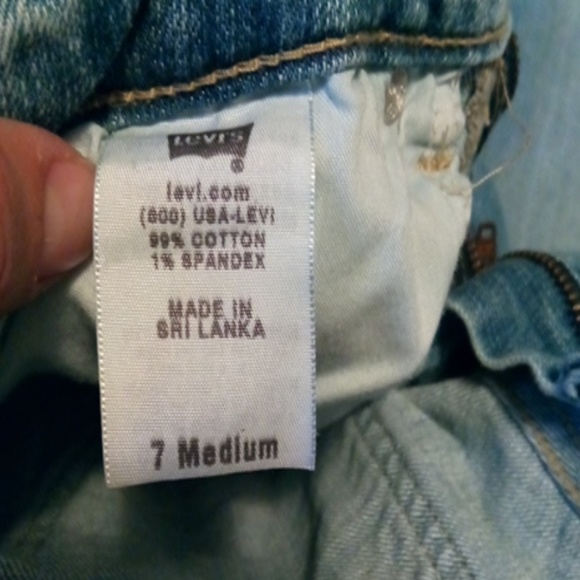 LEVI'S
®
levi.com
(800) USA-LEVI
99% COTTON
1% SPANDEX
MADE IN
SRI LANKA
7 Medium